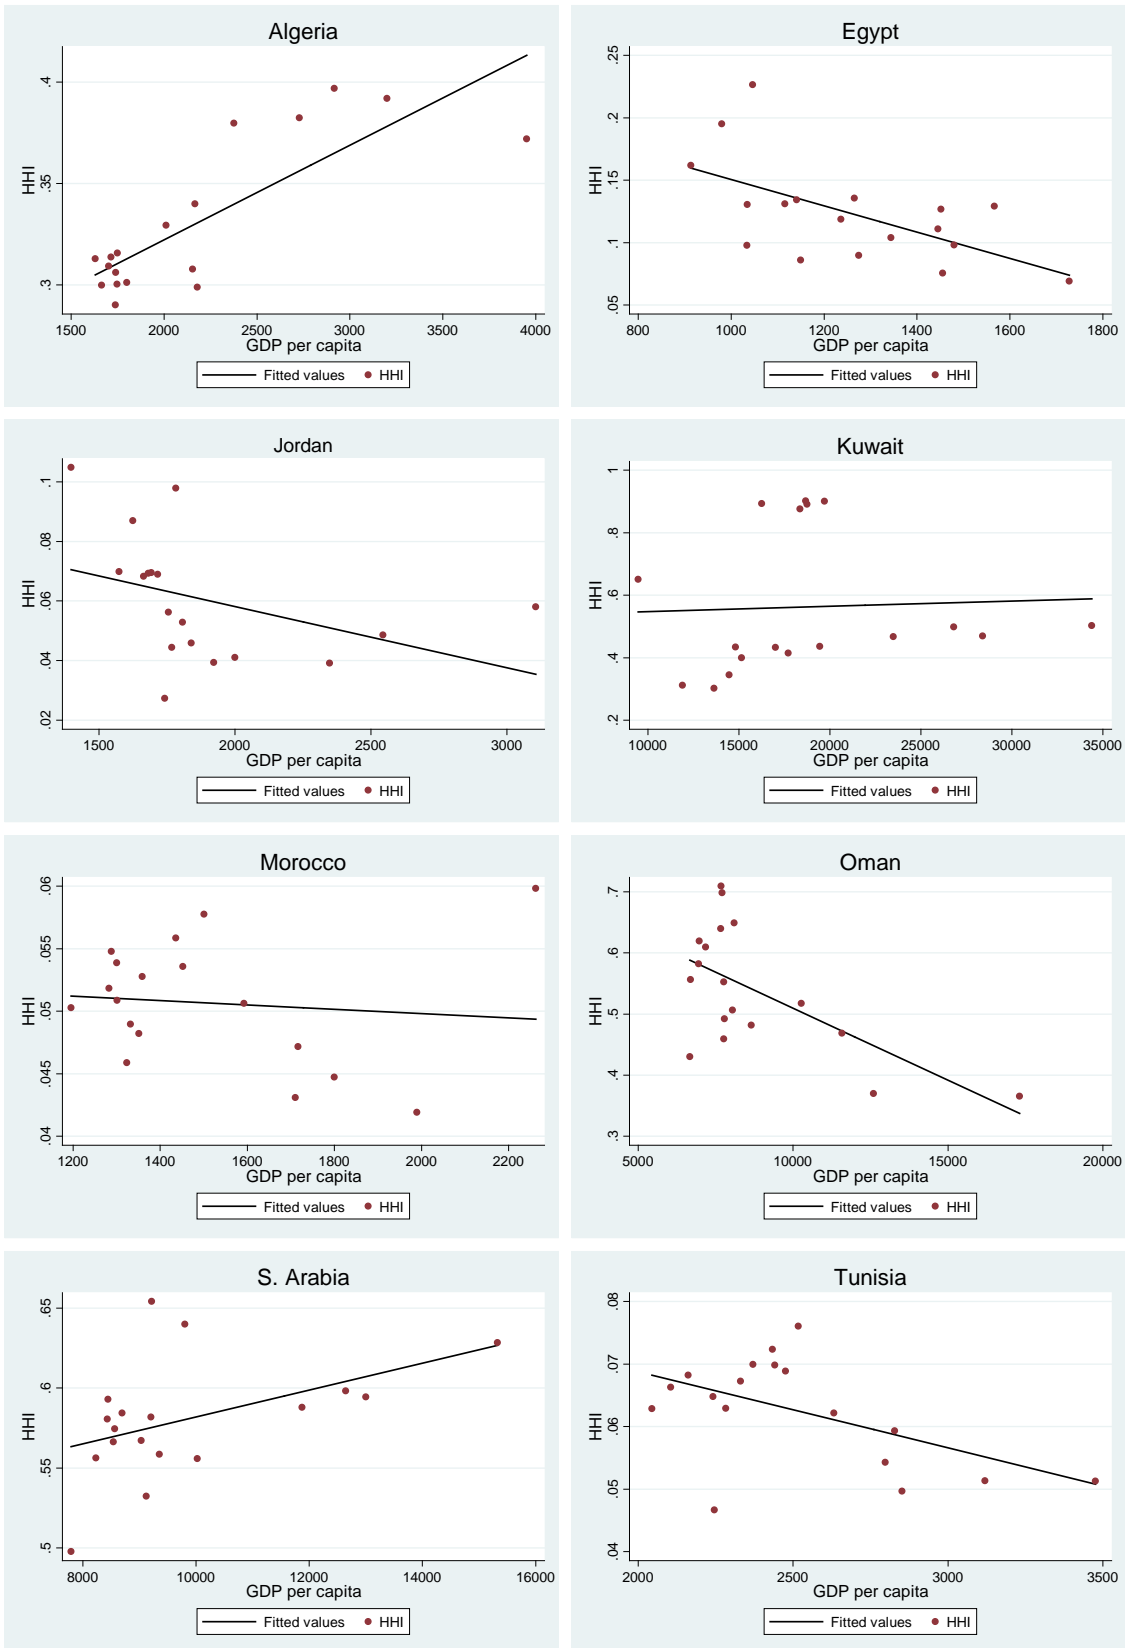 Algeria
HHI
.3 .35 .4
1500 2000 2500 3000 3500 4000
GDP per capita
Fitted values HHI
Egypt
HHI
.05 .1 .15 .2 .25
800 1000 1200 1400 1600 1800
GDP per capita
Fitted values HHI
Jordan
HHI
.02 .04 .06 .08 .1
1500 2000 2500 3000
GDP per capita
Fitted values HHI
Kuwait
HHI
.2 .4 .6 .8 1
10000 15000 20000 25000 30000 35000
GDP per capita
Fitted values HHI
Morocco
HHI
.04 .045 .05 .055 .06
1200 1400 1600 1800 2000 2200
GDP per capita
Fitted values HHI
Oman
HHI
.3 .4 .5 .6 .7
5000 10000 15000 20000
GDP per capita
Fitted values HHI
S. Arabia
HHI
.5 .55 .6 .65
8000 10000 12000 14000 16000
GDP per capita
Fitted values HHI
Tunisia
HHI
.04 .05 .06 .07 .08
2000 2500 3000 3500
GDP per capita
Fitted values HHI